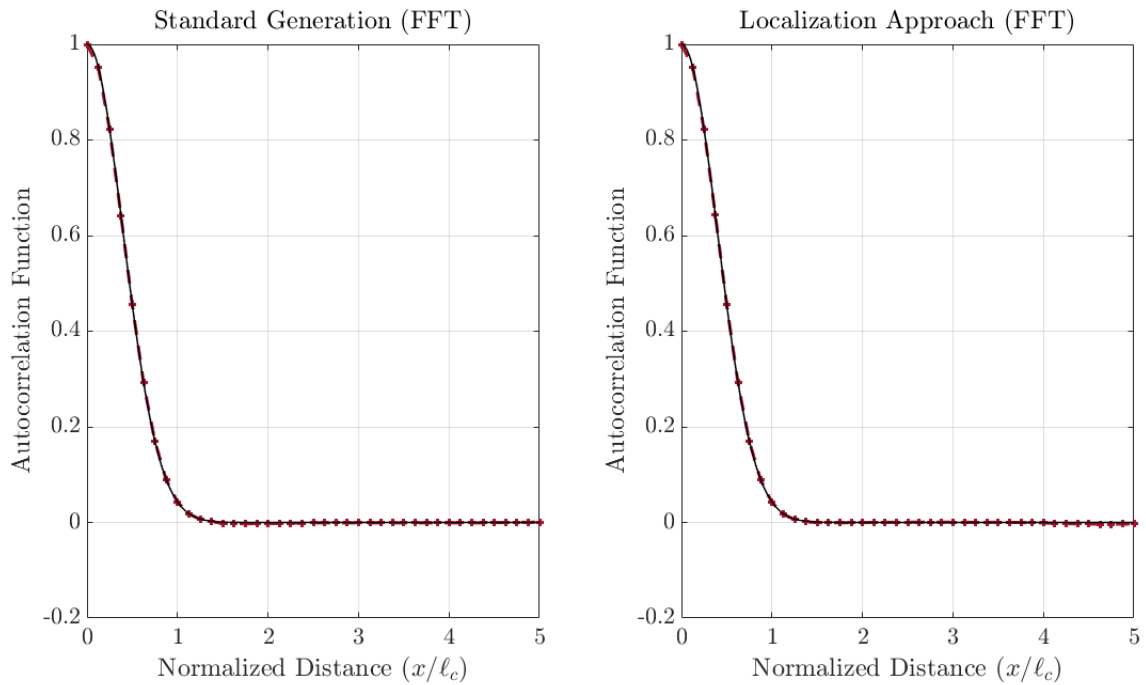 Standard Generation (FFT)
1
0.8
0.6
0.4
0.2
0
-0.2
Autocorrelation Function
0 1 2 3 4 5
Normalized Distance (x/ℓc)
Localization Approach (FFT)
1
0.8
0.6
0.4
0.2
0
-0.2
Autocorrelation Function
0 1 2 3 4 5
Normalized Distance (x/ℓc)